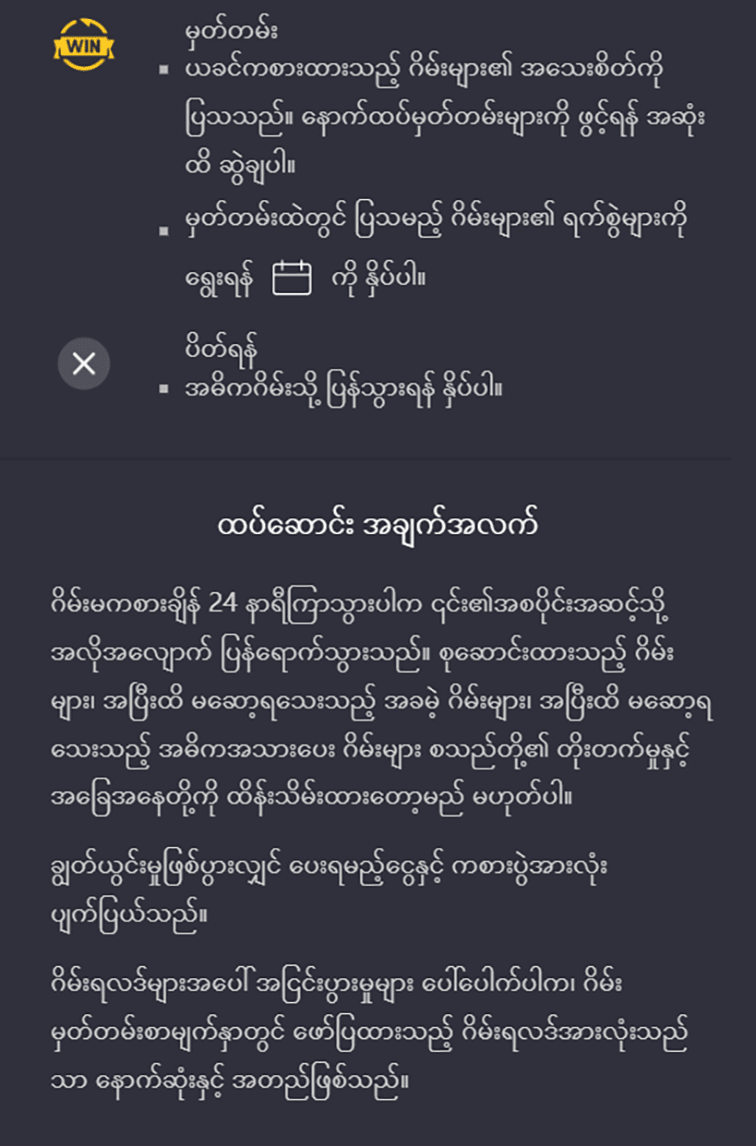 WIN
မှတ်တမ်း
ယခင်ကစားထားသည့် ဂိမ်းများ၏ အသေးစိတ်ကို
ပြသသည်။ နောက်ထပ်မှတ်တမ်းများကို ဖွင့်ရန် အဆုံး
ထိ ဆွဲချပါ။
မှတ်တမ်းထဲတွင် ပြသမည့် ဂိမ်းများ၏ ရက်စွဲများကို
ရွေးရန် ကို နှိပ်ပါ။
ပိတ်ရန်
အဓိကဂိမ်းသို့ ပြန်သွားရန် နှိပ်ပါ။
ထပ်ဆောင်း အချက်အလက်
ဂိမ်းမကစားချိန် 24 နာရီကြာသွားပါက ၎င်း၏အစပိုင်းအဆင့်သို့
အလိုအလျောက် ပြန်ရောက်သွားသည်။ စုဆောင်းထားသည့် ဂိမ်း
များ၊ အပြီးထိ မဆော့ရသေးသည့် အခမဲ့ ဂိမ်းများ၊ အပြီးထိ မဆော့ရ
သေးသည့် အဓိကအသားပေး ဂိမ်းများ စသည်တို့၏ တိုးတက်မှုနှင့်
အခြေအနေတို့ကို ထိန်းသိမ်းထားတော့မည် မဟုတ်ပါ။
ချွတ်ယွင်းမှုဖြစ်ပွားလျှင် ပေးရမည့်ငွေနှင့် ကစားပွဲအားလုံး
ပျက်ပြယ်သည်။
ဂိမ်းရလဒ်များအပေါ် အငြင်းပွားမှုများ ပေါ်ပေါက်ပါက၊ ဂိမ်း
မှတ်တမ်းစာမျက်နှာတွင် ဖော်ပြထားသည့် ဂိမ်းရလဒ်အားလုံးသည်
သာ နောက်ဆုံးနှင့် အတည်ဖြစ်သည်။